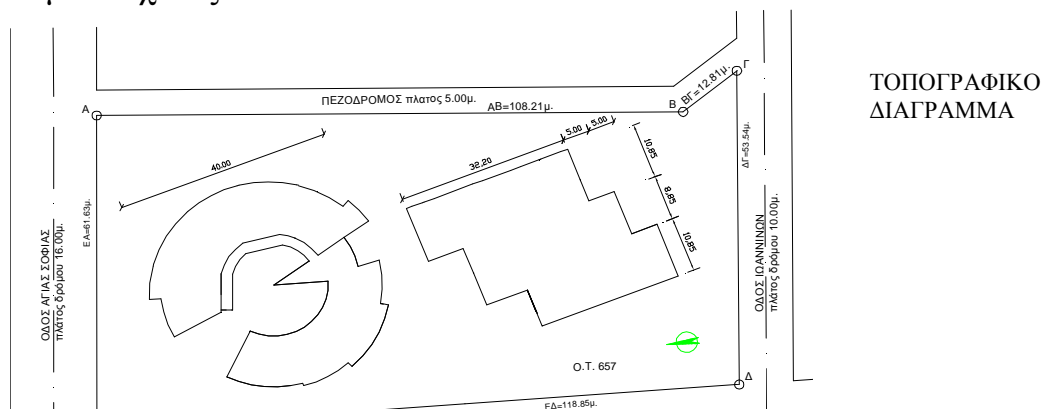 ΤΟΠΟΓΡΑΦΙΚΟ
ΔΙΑΓΡΑΜΜΑ
ΠΕΖΟΔΡΟΜΟΣ πλατος 5.00μ.
ΑΒ=108.21μ.
Α
Β
ΒΓ=12.81μ.
Γ
40.00
32.20
5.00
5.00
10,85
8,85
10,85
ΕΑ=61.63μ.
ΔΓ=53.54μ.
ΟΔΟΣ ΑΓΙΑΣ ΣΟΦΙΑΣ
πλάτος δρόμου 16.00μ.
ΟΔΟΣ ΙΩΑΝΝΙΝΩΝ
πλάτος δρόμου 10.00μ.
Ο.Τ. 657
Δ
ΕΔ=118.85μ.